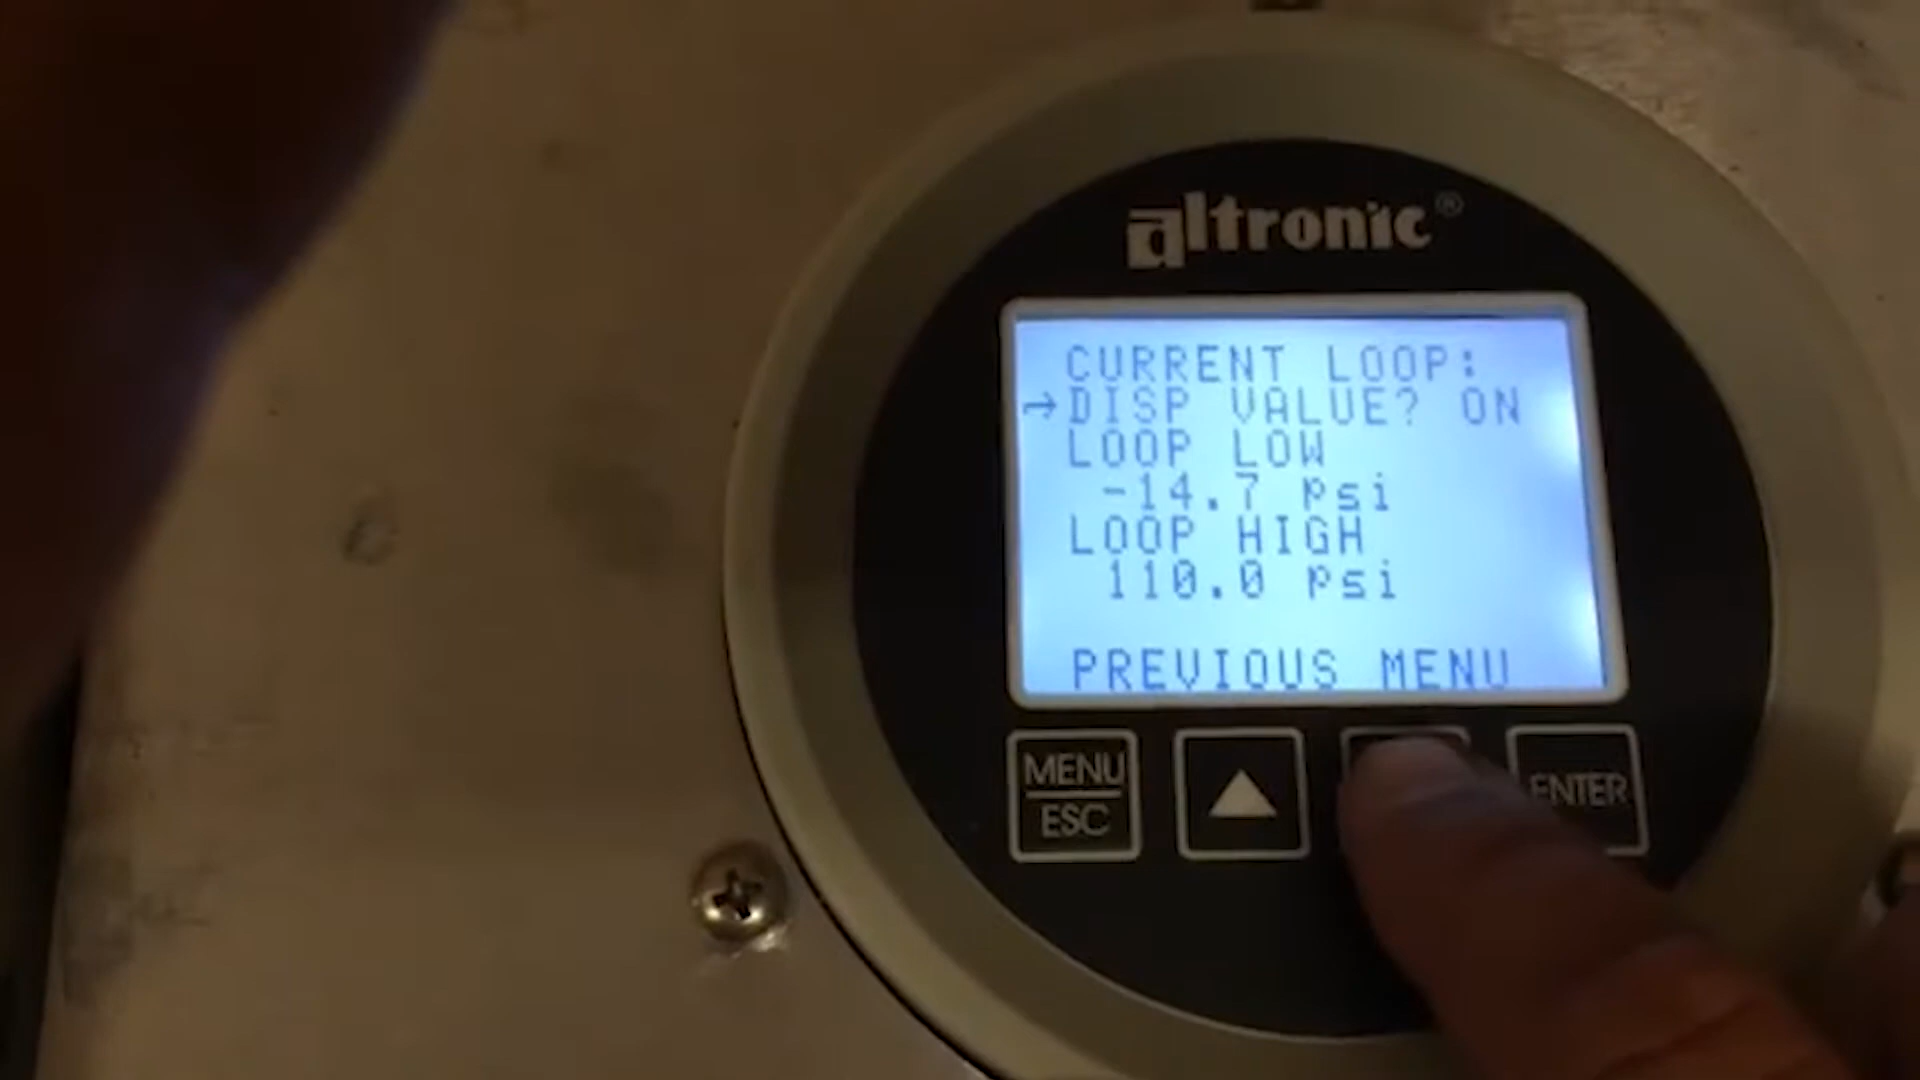 altronic®
CURRENT LOOP:
→DISP VALUE? ON
LOOP LOW
-14.7 psi
LOOP HIGH
110.0 psi
PREVIOUS MENU
MENU
ESC
ENTER